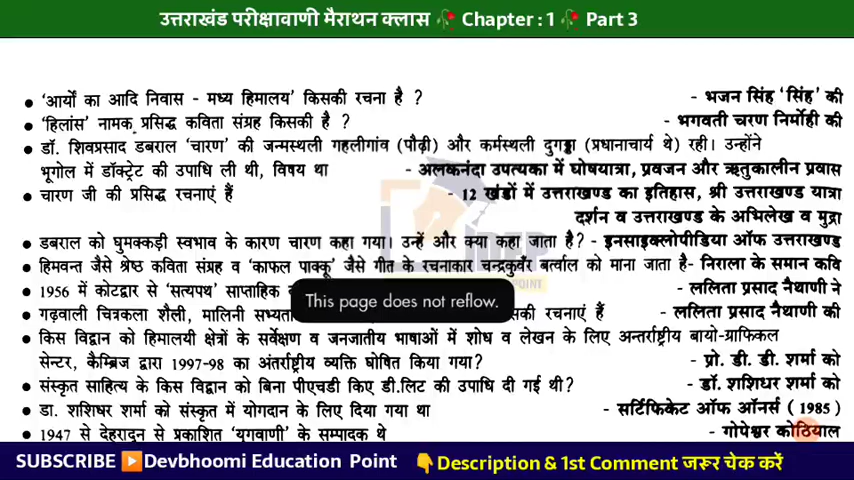 उत्तराखंड परीक्षावाणी मैराथन क्लास Chapter : 1 Part 3
• 'आर्यों का आदि निवास - मध्य हिमालय' किसकी रचना है ? - भजन सिंह 'सिंह' की
• 'हिलांस' नामक प्रसिद्ध कविता संग्रह किसकी है ? - भगवती चरण निर्मोही की
• डॉ. शिवप्रसाद डबराल 'चारण' की जन्मस्थली गहलीगांव (पौढ़ी) और कर्मस्थली दुगड्डा (प्रधानाचार्य थे) रही। उन्होंने
भूगोल में डॉक्ट्रेट की उपाधि ली थी, विषय था - अलकनंदा उपत्यका में घोषयात्रा, प्रवजन और ऋतुकालीन प्रवास
• चारण जी की प्रसिद्ध रचनाएं हैं - 12 खंडों में उत्तराखण्ड का इतिहास, श्री उत्तराखण्ड यात्रा
दर्शन व उत्तराखण्ड के अभिलेख व मुद्रा
• डबराल को घुमक्कड़ी स्वभाव के कारण चारण कहा गया। उन्हें और क्या कहा जाता है? - इनसाइक्लोपीडिया ऑफ उत्तराखण्ड
• हिमवन्त जैसे श्रेष्ठ कविता संग्रह व 'काफल पाक्कू' जैसे गीत के रचनाकार चन्द्रकुवँर बर्त्वाल को माना जाता है- निराला के समान कवि
• 1956 में कोटद्वार से 'सत्यपथ' साप्ताहिक - ललिता प्रसाद नैथाणी ने
POINT
This page does not reflow.
• गढ़वाली चित्रकला शैली, मालिनी सभ्यता सकी रचनाएं हैं - ललिता प्रसाद नैथाणी की
• किस विद्वान को हिमालयी क्षेत्रों के सर्वेक्षण व जनजातीय भाषाओं में शोध व लेखन के लिए अन्तर्राष्ट्रीय बायो-ग्राफिकल
सेन्टर, कैम्ब्रिज द्वारा 1997-98 का अंतर्राष्ट्रीय व्यक्ति घोषित किया गया? - प्रो. डी. डी. शर्मा को
• संस्कृत साहित्य के किस विद्वान को बिना पीएचडी किए डी.लिट की उपाधि दी गई थी ? - डॉ. शशिधर शर्मा को
• डा. शशिधर शर्मा को संस्कृत में योगदान के लिए दिया गया था - सर्टिफिकेट ऑफ ऑनर्स (1985)
• 1947 से देहरादून से प्रकाशित 'युगवाणी' के सम्पादक थे - गोपेश्वर कोठियाल
SUBSCRIBE Devbhoomi Education Point Description & 1st Comment जरूर चेक करें